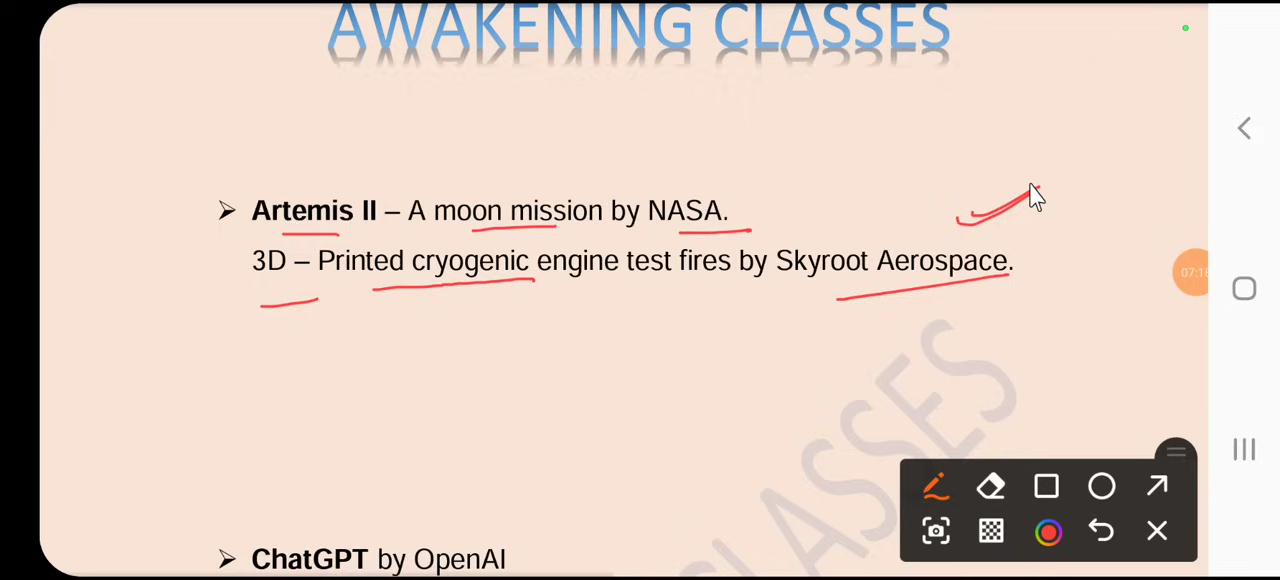 AWAKENING CLASSES
➢ Artemis II – A moon mission by NASA.
3D – Printed cryogenic engine test fires by Skyroot Aerospace.
CLASSES
➢ ChatGPT by OpenAI